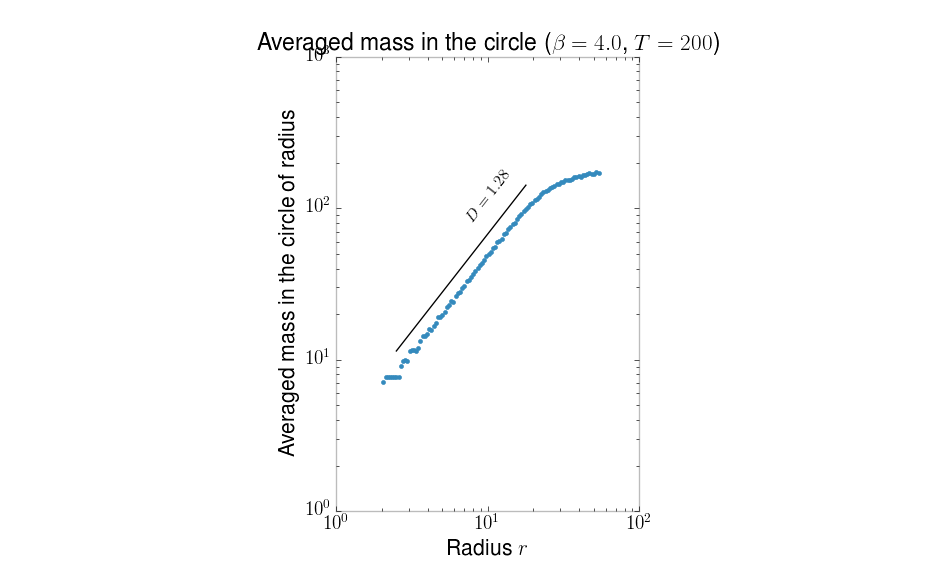 Averaged mass in the circle (β = 4.0, T = 200)
10³
Averaged mass in the circle of radius
D = 1.28
10²
10¹
10⁰
10⁰ 10¹ 10²
Radius r